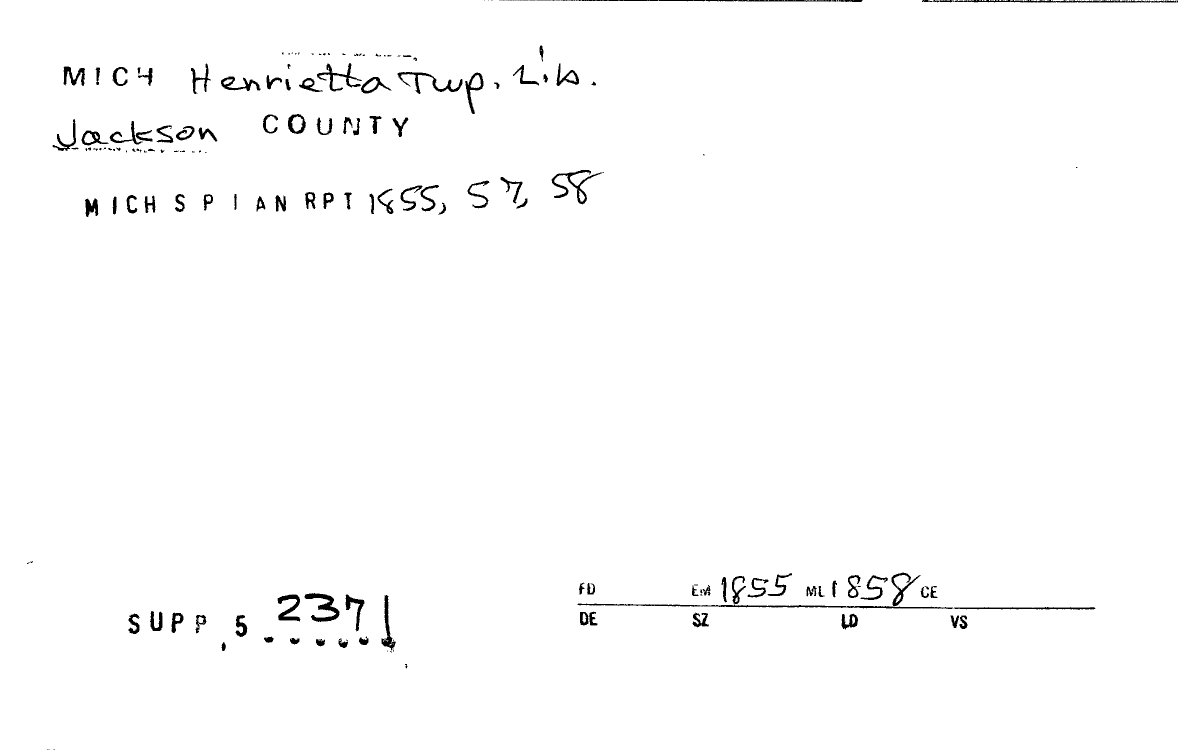 MICH Henrietta Twp. Lib.
Jackson COUNTY
MICH S P I AN RPT 1855, 57, 58
SUPP, 5 2371
FD EM 1855 ML 1858 CE
DE SZ LD VS